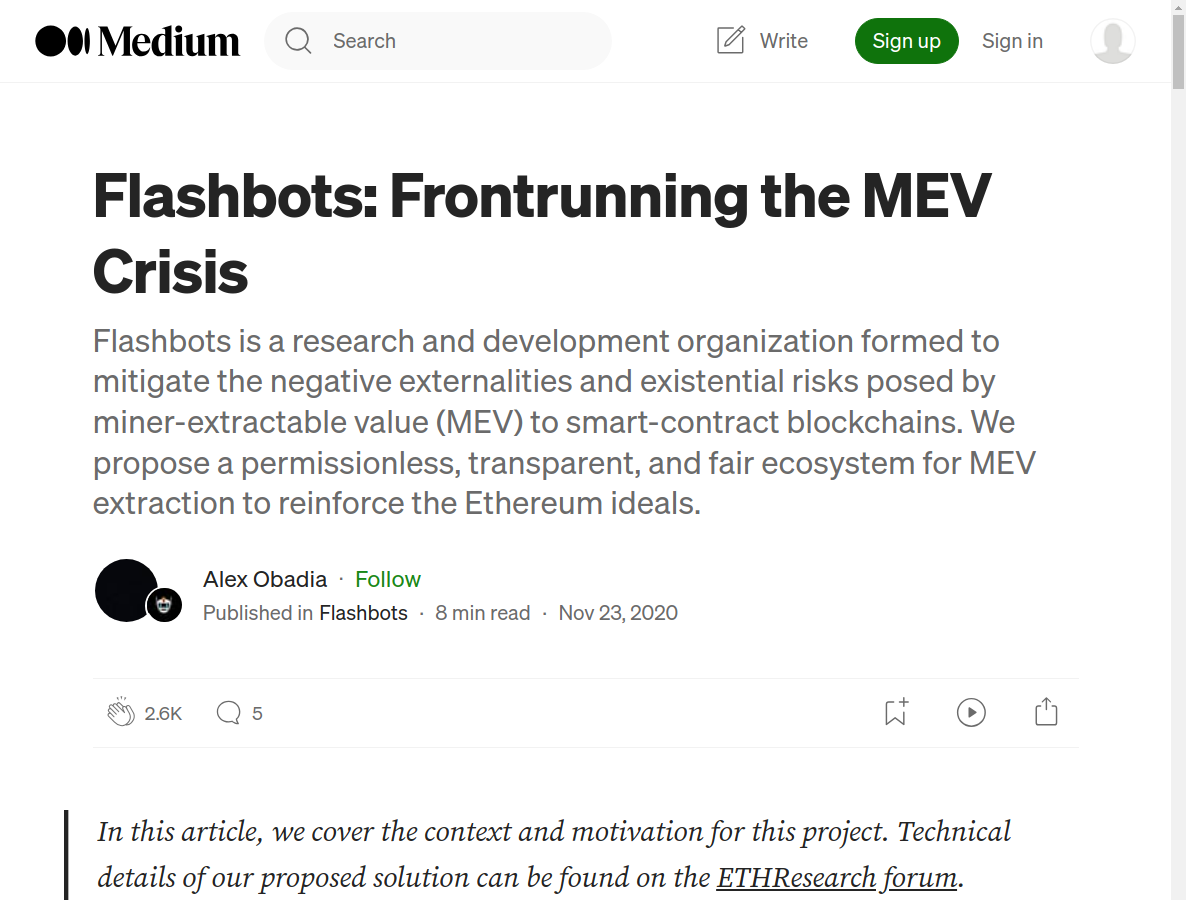 Medium
Search
Write
Sign up
Sign in
Flashbots: Frontrunning the MEV
Crisis
Flashbots is a research and development organization formed to
mitigate the negative externalities and existential risks posed by
miner-extractable value (MEV) to smart-contract blockchains. We
propose a permissionless, transparent, and fair ecosystem for MEV
extraction to reinforce the Ethereum ideals.
Alex Obadia · Follow
Published in Flashbots · 8 min read · Nov 23, 2020
2.6K
5
In this article, we cover the context and motivation for this project. Technical
details of our proposed solution can be found on the ETHResearch forum.